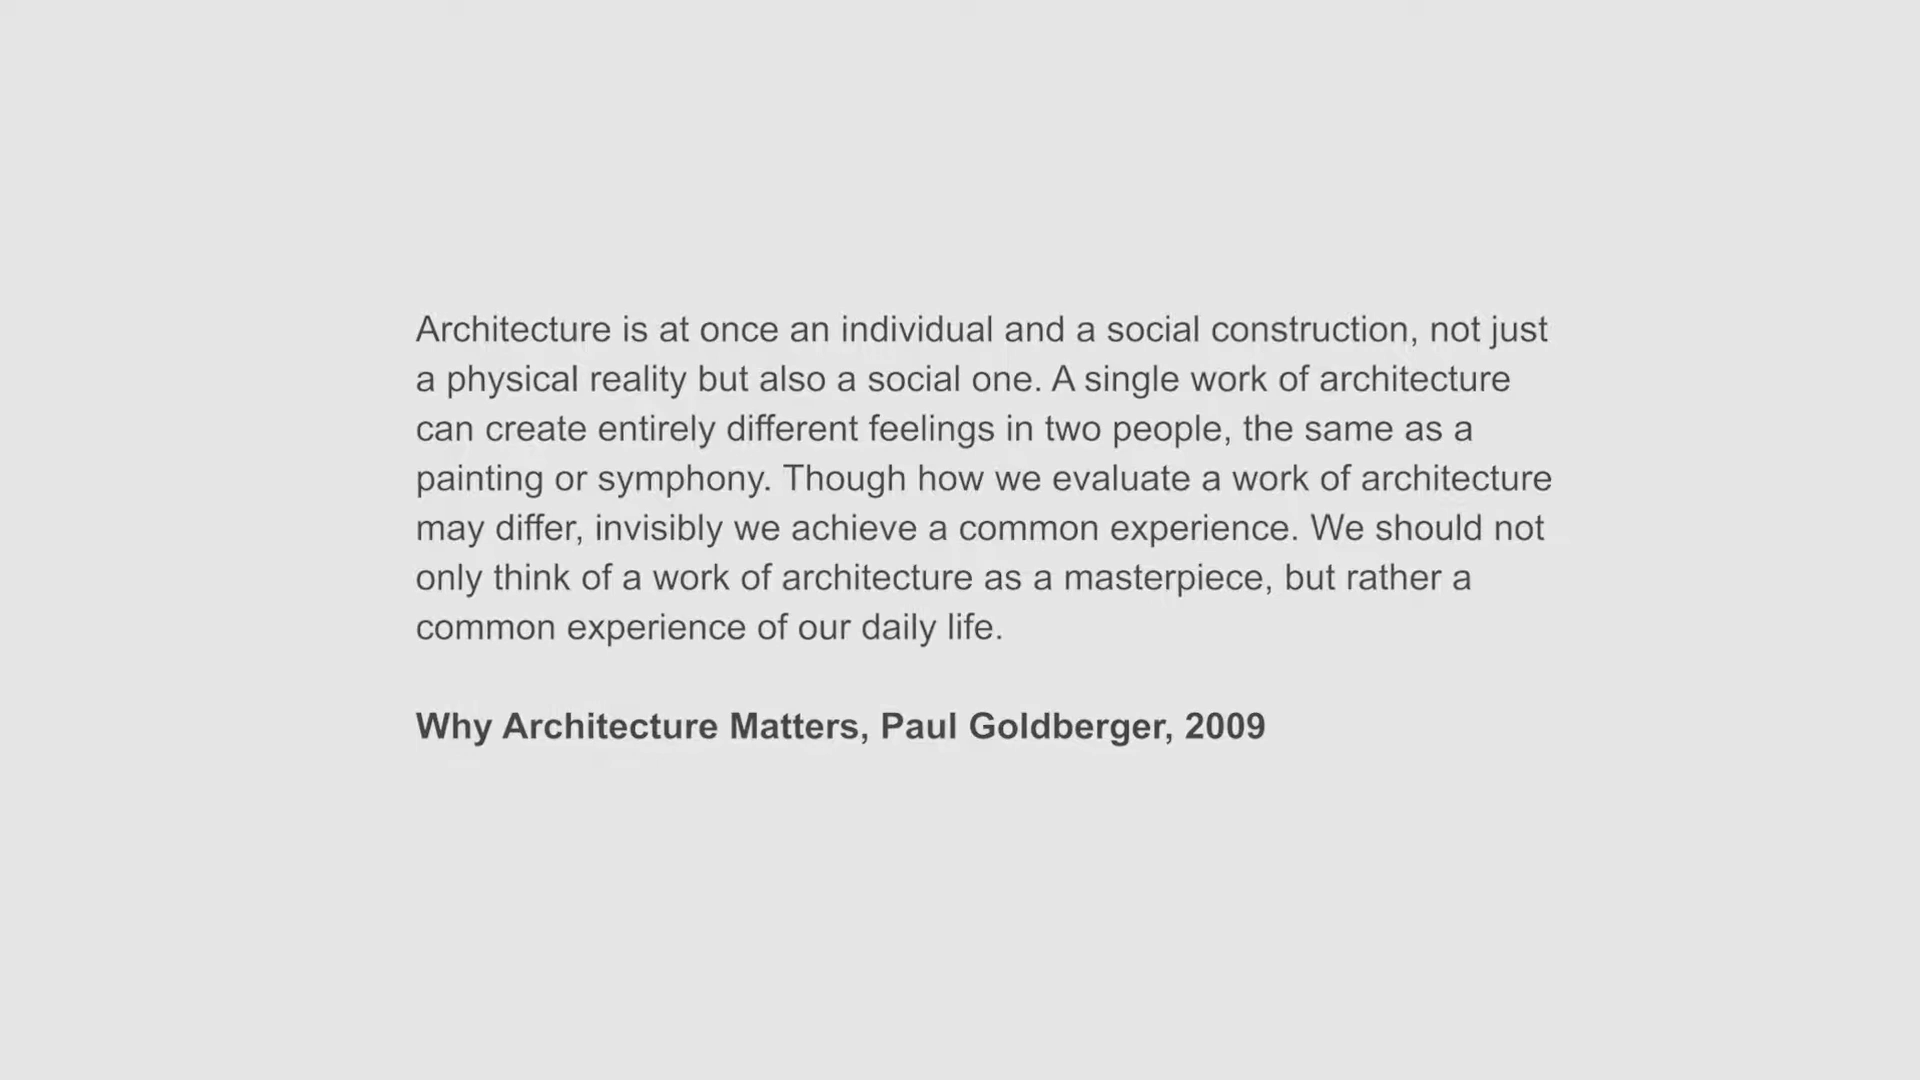 Architecture is at once an individual and a social construction, not just
a physical reality but also a social one. A single work of architecture
can create entirely different feelings in two people, the same as a
painting or symphony. Though how we evaluate a work of architecture
may differ, invisibly we achieve a common experience. We should not
only think of a work of architecture as a masterpiece, but rather a
common experience of our daily life.
Why Architecture Matters, Paul Goldberger, 2009